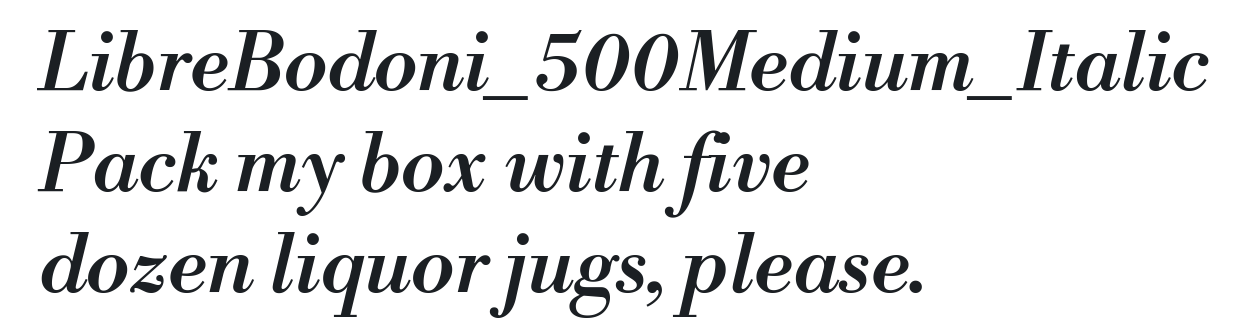 LibreBodoni_500Medium_Italic
Pack my box with five
dozen liquor jugs, please.